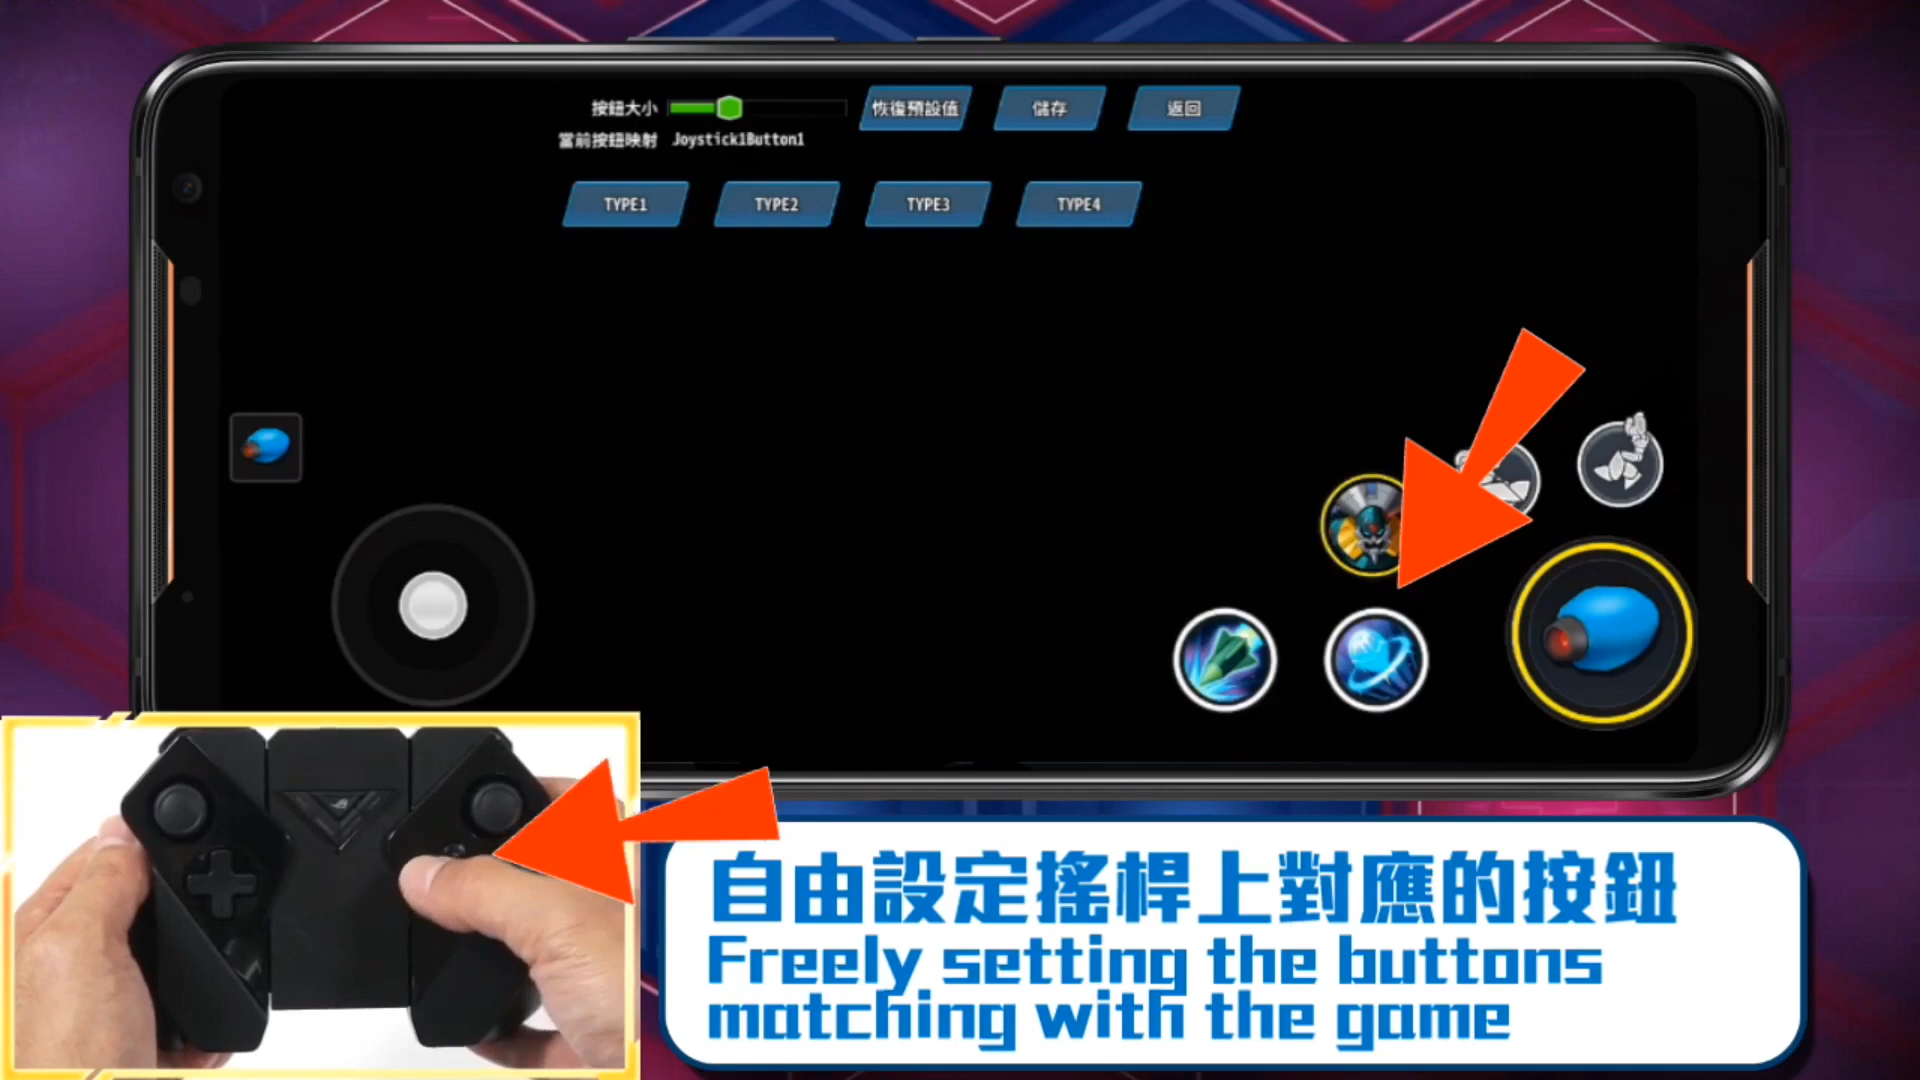 按鈕大小
恢復預設值
儲存
返回
當前按鈕映射 Joystick1Button1
TYPE1
TYPE2
TYPE3
TYPE4
自由設定搖桿上對應的按鈕
Freely setting the buttons
matching with the game